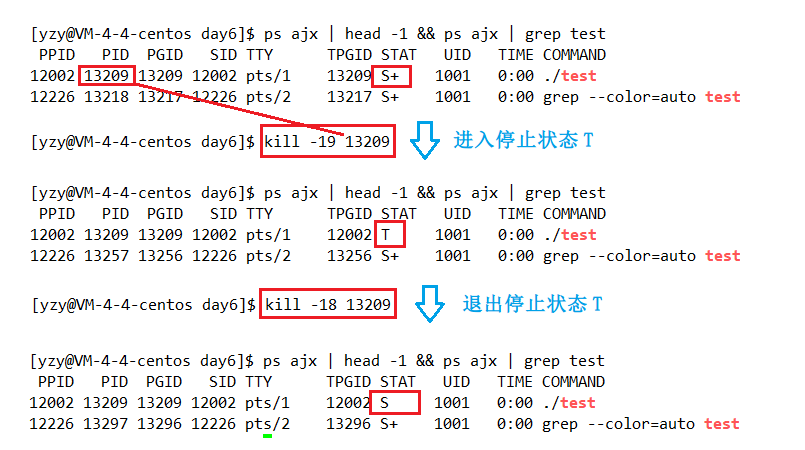 [yzy@VM-4-4-centos day6]$ ps ajx | head -1 && ps ajx | grep test
PPID PID PGID SID TTY TPGID STAT UID TIME COMMAND
12002 13209 13209 12002 pts/1 13209 S+ 1001 0:00 ./test
12226 13218 13217 12226 pts/2 13217 S+ 1001 0:00 grep --color=auto test
[yzy@VM-4-4-centos day6]$ kill -19 13209 进入停止状态T
[yzy@VM-4-4-centos day6]$ ps ajx | head -1 && ps ajx | grep test
PPID PID PGID SID TTY TPGID STAT UID TIME COMMAND
12002 13209 13209 12002 pts/1 12002 T 1001 0:00 ./test
12226 13257 13256 12226 pts/2 13256 S+ 1001 0:00 grep --color=auto test
[yzy@VM-4-4-centos day6]$ kill -18 13209 退出停止状态T
[yzy@VM-4-4-centos day6]$ ps ajx | head -1 && ps ajx | grep test
PPID PID PGID SID TTY TPGID STAT UID TIME COMMAND
12002 13209 13209 12002 pts/1 12002 S 1001 0:00 ./test
12226 13297 13296 12226 pts/2 13296 S+ 1001 0:00 grep --color=auto test